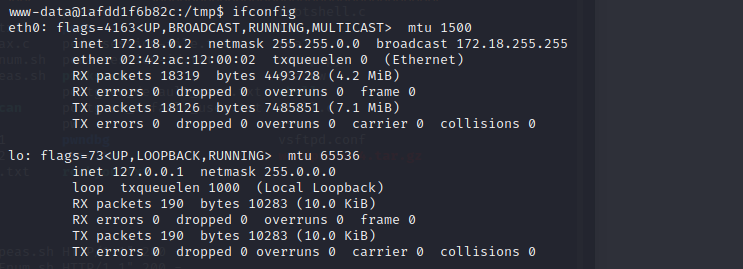 www-data@1afdd1f6b82c:/tmp$ ifconfig
eth0: flags=4163<UP,BROADCAST,RUNNING,MULTICAST>  mtu 1500
        inet 172.18.0.2  netmask 255.255.0.0  broadcast 172.18.255.255
        ether 02:42:ac:12:00:02  txqueuelen 0  (Ethernet)
        RX packets 18319  bytes 4493728 (4.2 MiB)
        RX errors 0  dropped 0  overruns 0  frame 0
        TX packets 18126  bytes 7485851 (7.1 MiB)
        TX errors 0  dropped 0 overruns 0  carrier 0  collisions 0

lo: flags=73<UP,LOOPBACK,RUNNING>  mtu 65536
        inet 127.0.0.1  netmask 255.0.0.0
        loop  txqueuelen 1000  (Local Loopback)
        RX packets 190  bytes 10283 (10.0 KiB)
        RX errors 0  dropped 0  overruns 0  frame 0
        TX packets 190  bytes 10283 (10.0 KiB)
        TX errors 0  dropped 0 overruns 0  carrier 0  collisions 0